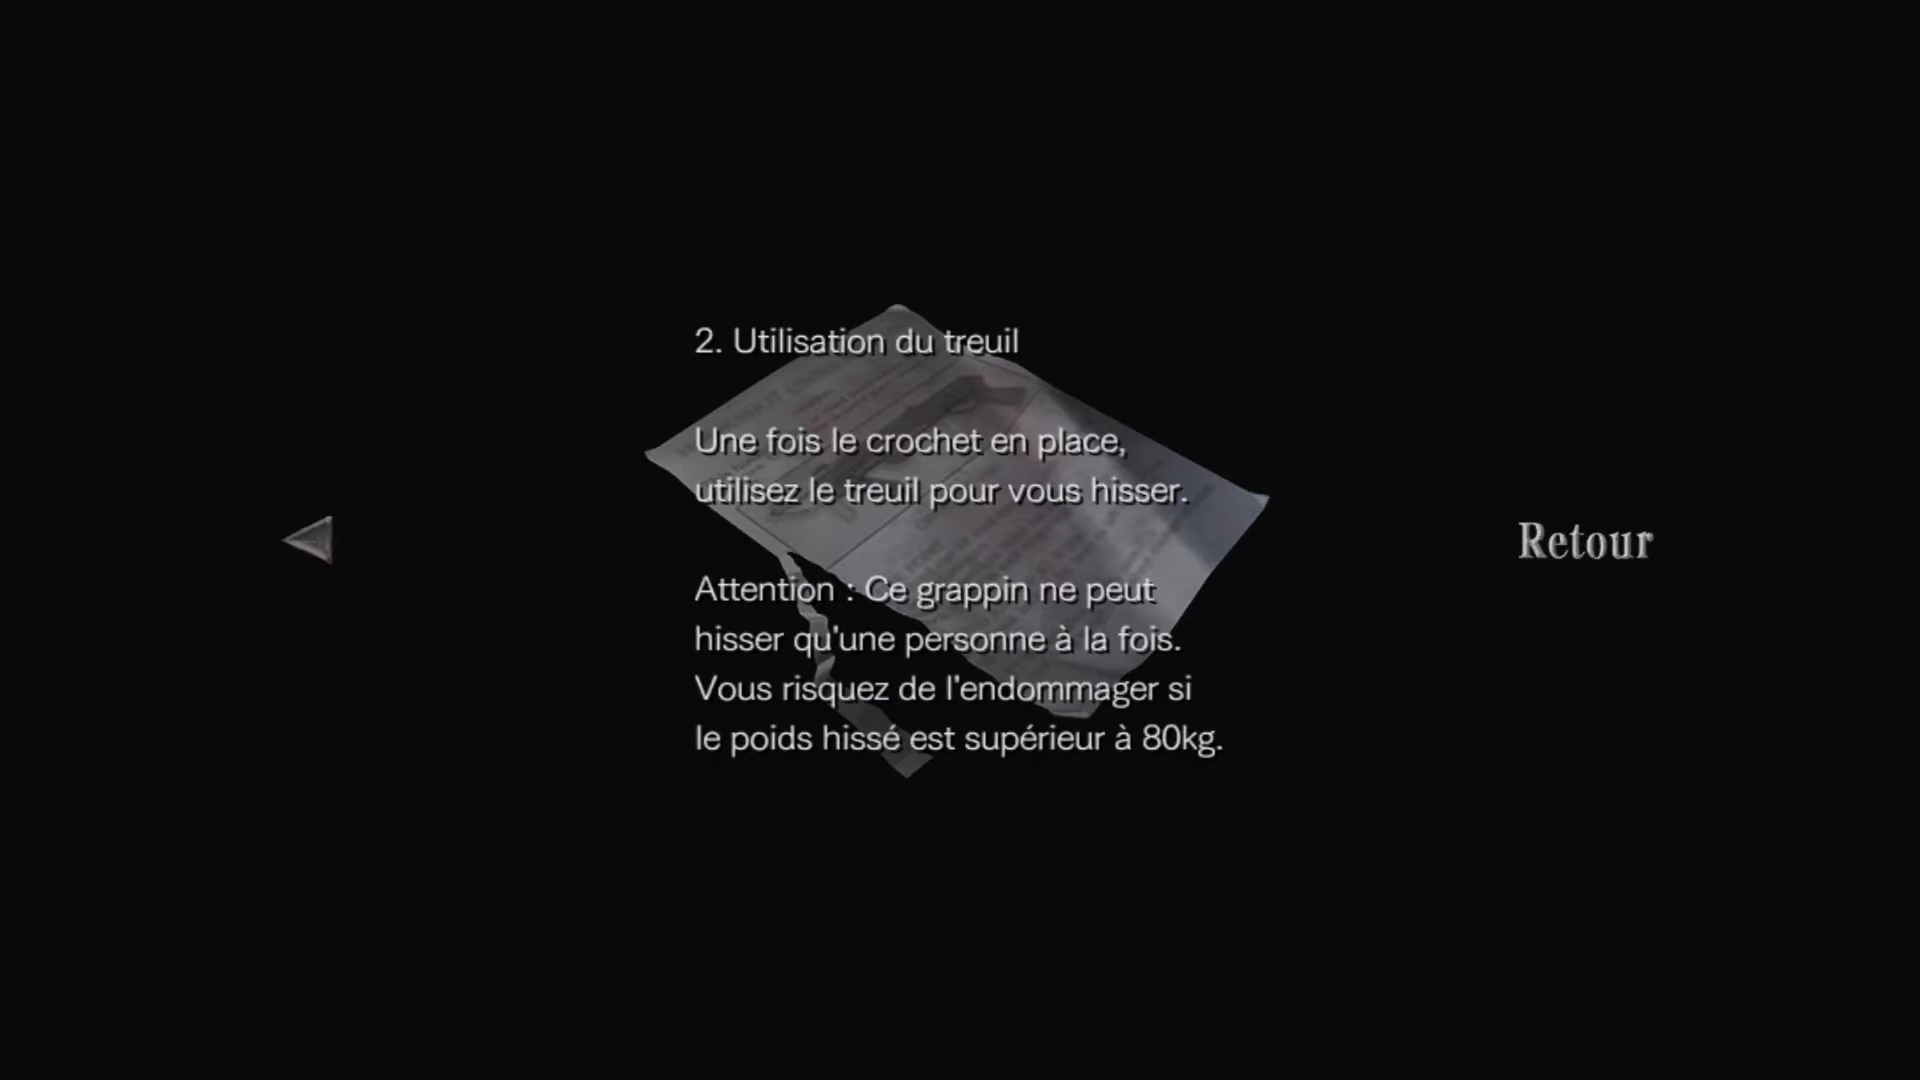 2. Utilisation du treuil
Une fois le crochet en place,
utilisez le treuil pour vous hisser.
Attention : Ce grappin ne peut
hisser qu'une personne à la fois.
Vous risquez de l'endommager si
le poids hissé est supérieur à 80kg.
Retour